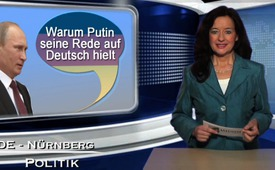 Warum Putin
seine Rede auf
Deutsch hielt
DE - NÜRNBERG
POLITIK